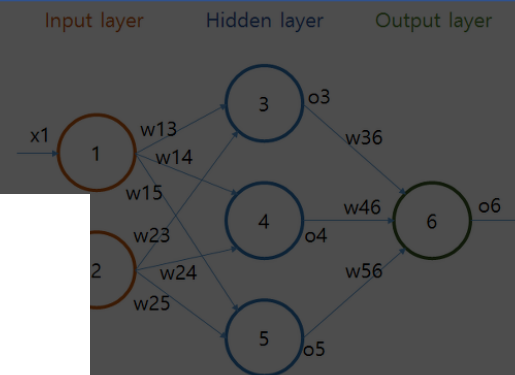 Input layer
Hidden layer
Output layer
x1
1
w13
w14
w15
2
w23
w24
w25
3
o3
4
o4
5
o5
w36
w46
w56
6
o6